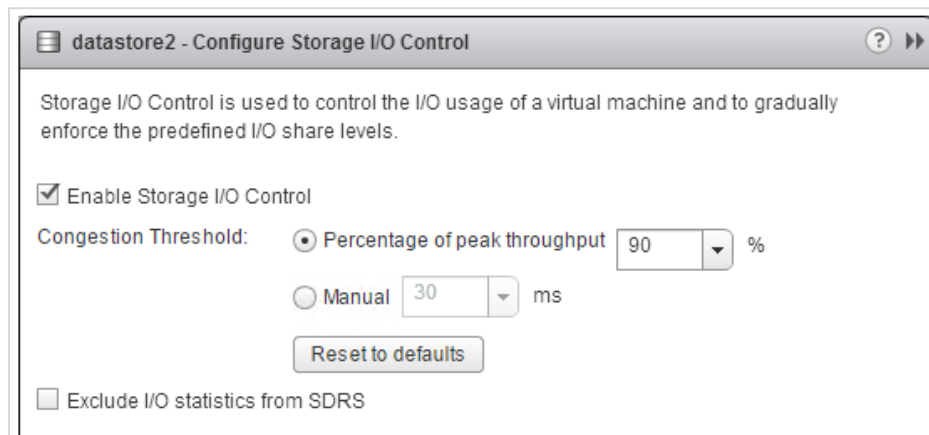 datastore2 - Configure Storage I/O Control ?
Storage I/O Control is used to control the I/O usage of a virtual machine and to gradually
enforce the predefined I/O share levels.
Enable Storage I/O Control
Congestion Threshold: Percentage of peak throughput 90 %
Manual 30 ms
Reset to defaults
Exclude I/O statistics from SDRS